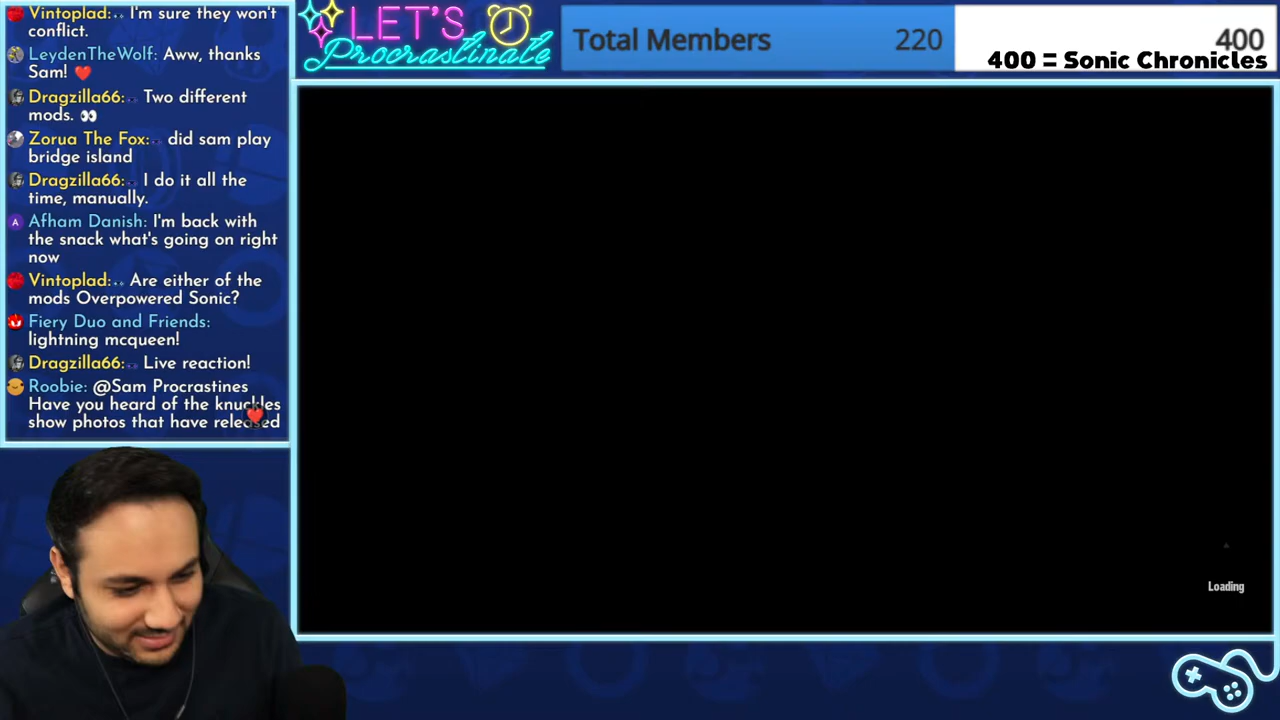 Vintoplad: I'm sure they won't
conflict.
LeydenTheWolf: Aww, thanks
Sam! ❤️
Dragzilla66: Two different
mods. 👀
Zorua The Fox: did sam play
bridge island
Dragzilla66: I do it all the
time, manually.
A Afham Danish: I'm back with
the snack what's going on right
now
Vintoplad: Are either of the
mods Overpowered Sonic?
Fiery Duo and Friends:
lightning mcqueen!
Dragzilla66: Live reaction!
Roobie: @Sam Procrastines
Have you heard of the knuckles
show photos that have released
LET'S
Procrastinate
Total Members 220 400
400 = Sonic Chronicles
Loading